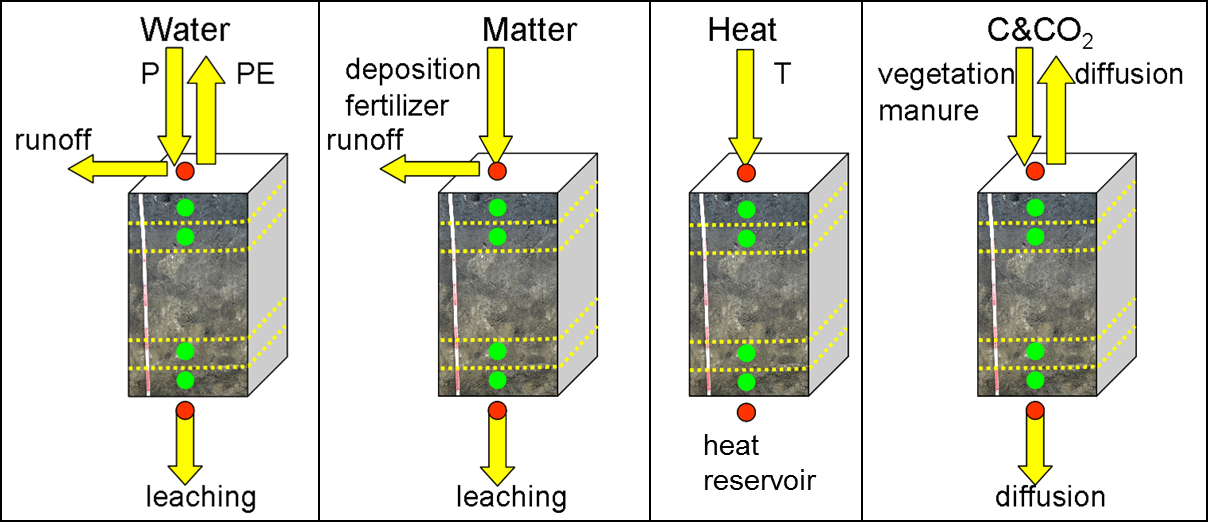 Water
P
PE
runoff
leaching
Matter
deposition
fertilizer
runoff
leaching
Heat
T
heat
reservoir
C&CO₂
vegetation
manure
diffusion
diffusion